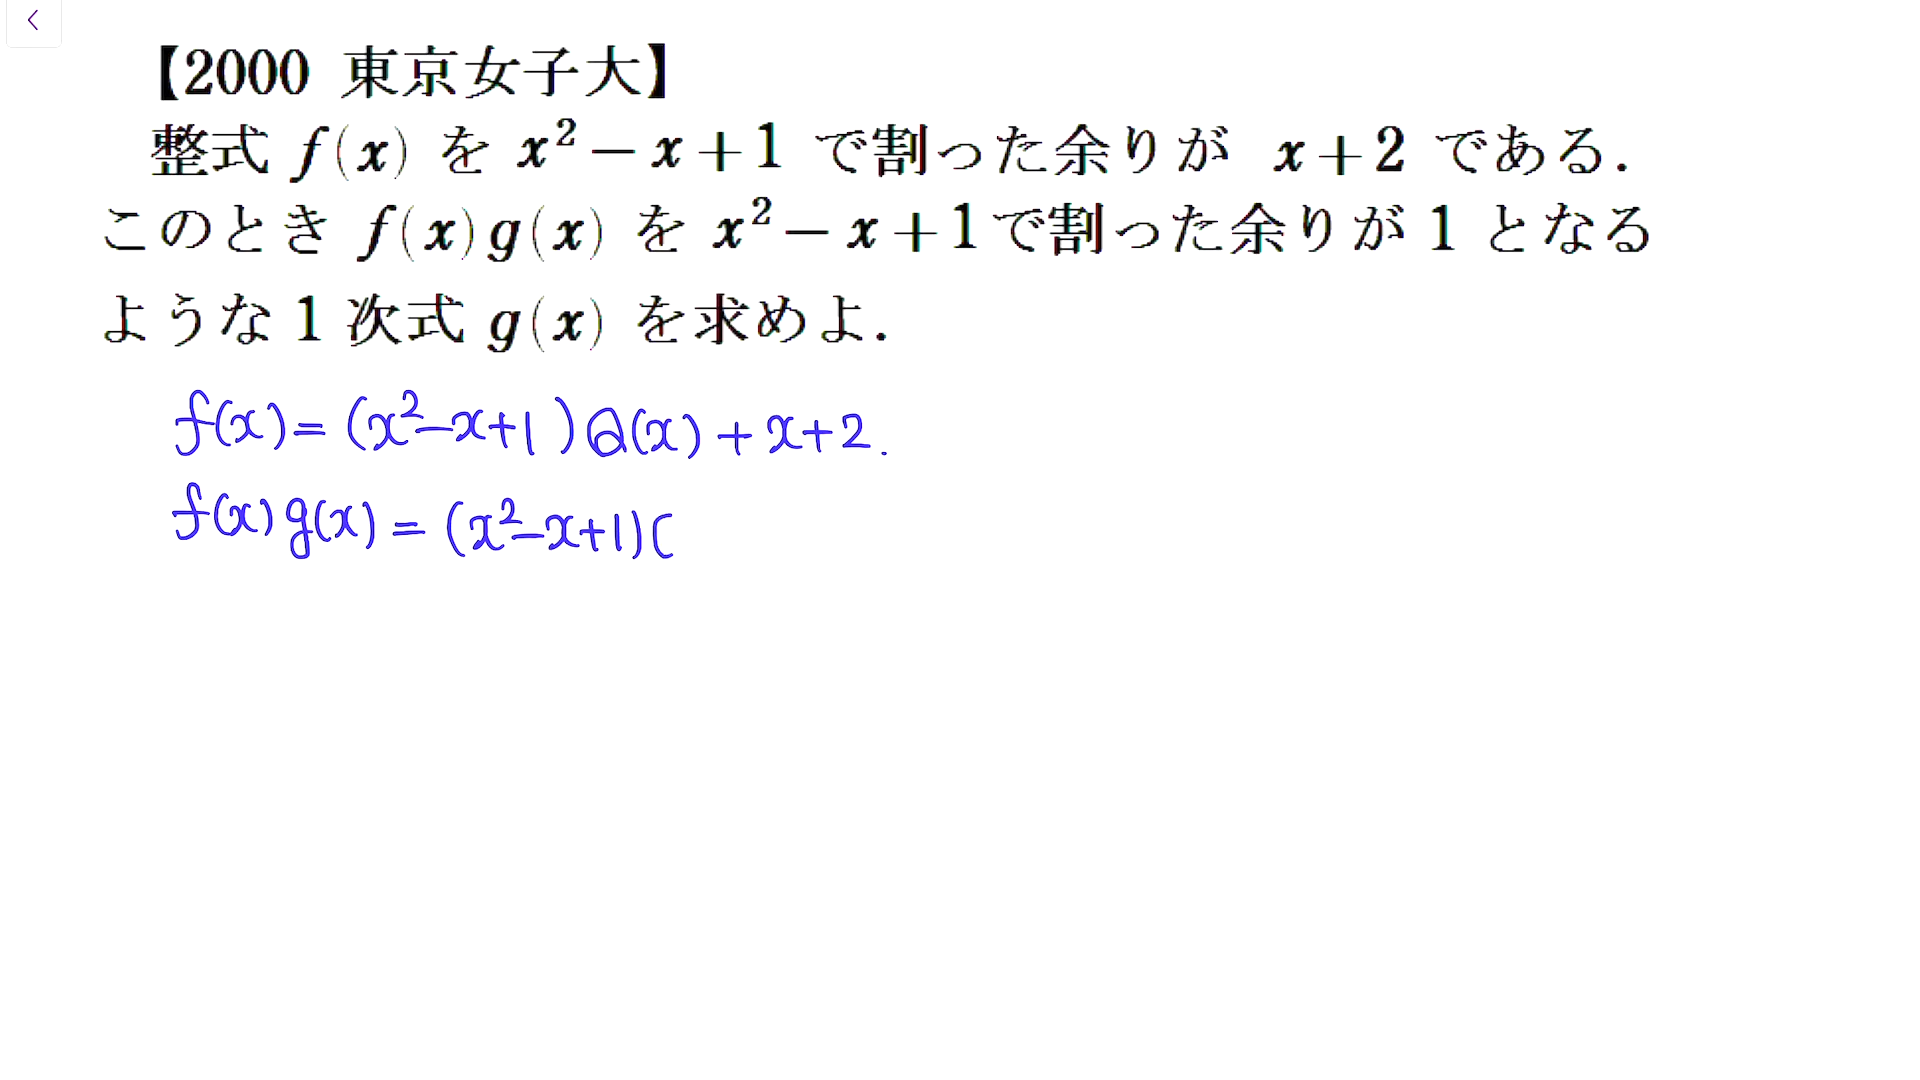 【2000 東京女子大】
整式 f(x) を x² − x + 1 で割った余りが x + 2 である.
このとき f(x)g(x) を x² − x + 1 で割った余りが 1 となる
ような 1 次式 g(x) を求めよ.
f(x) = (x² − x + 1) Q(x) + x + 2.
f(x) g(x) = (x² − x + 1) (